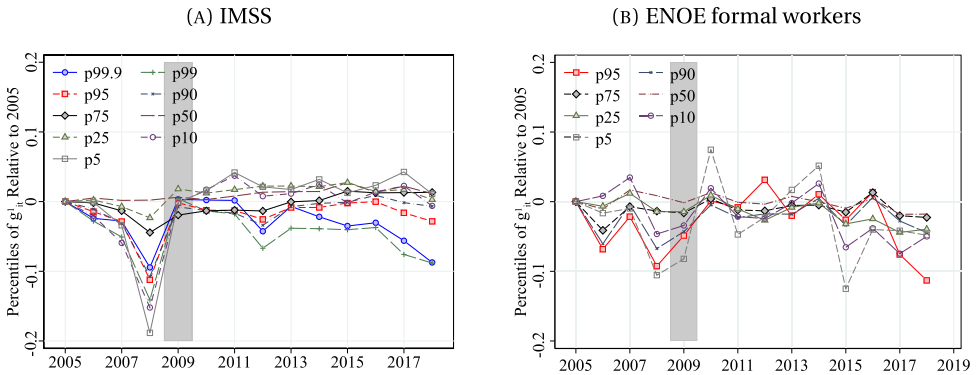 (A) IMSS
Percentiles of g¹ᵢₜ Relative to 2005
0.2
0.1
0
-0.1
-0.2
p99.9
p99
p95
p90
p75
p50
p25
p10
p5
2005
2007
2009
2011
2013
2015
2017
(B) ENOE formal workers
Percentiles of g¹ᵢₜ Relative to 2005
0.2
0.1
0
-0.1
-0.2
p95
p90
p75
p50
p25
p10
p5
2005
2007
2009
2011
2013
2015
2017
2019